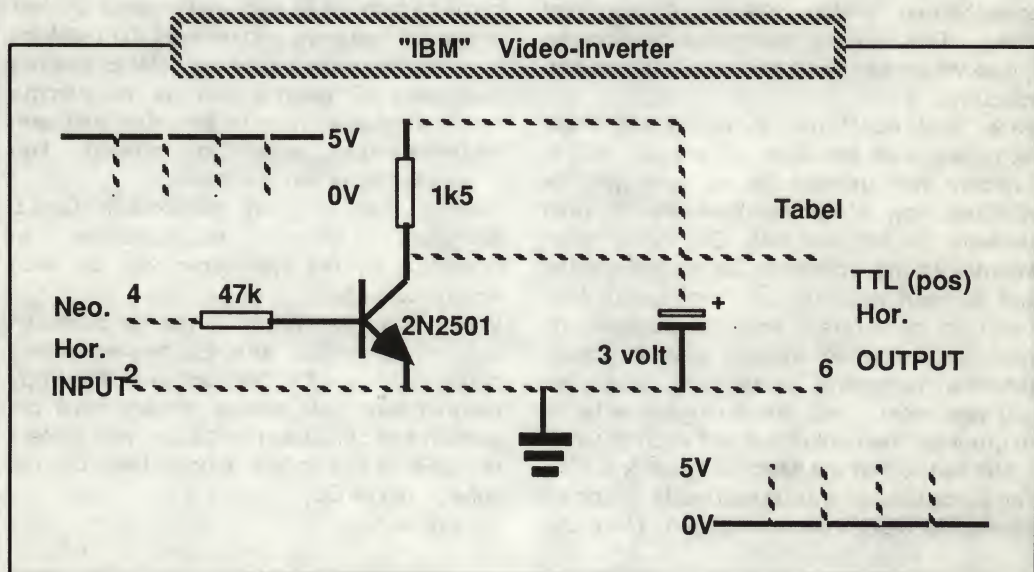 "IBM" Video-Inverter
5V
0V
1k5
Tabel
4
47k
Neo.
Hor.
INPUT
2
2N2501
+
3 volt
TTL (pos)
Hor.
OUTPUT
6
5V
0V